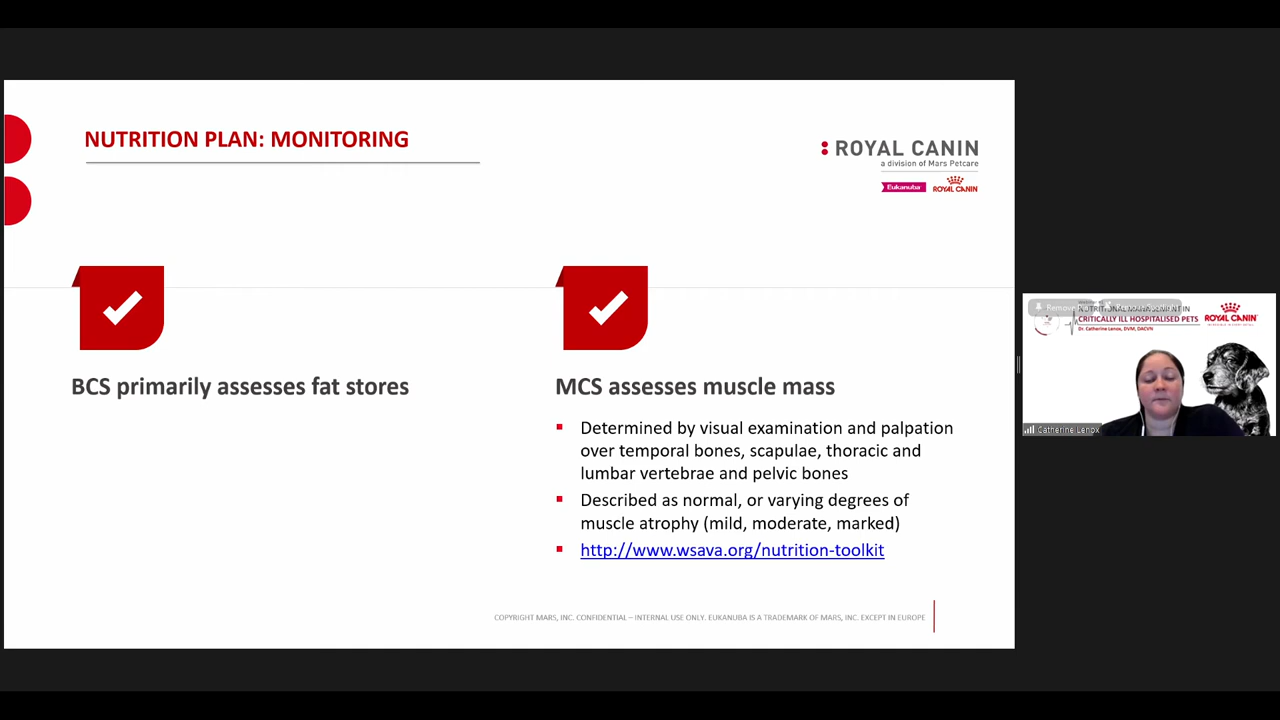 NUTRITION PLAN: MONITORING
ROYAL CANIN
a division of Mars Petcare
Eukanuba
ROYAL CANIN
BCS primarily assesses fat stores
MCS assesses muscle mass
Determined by visual examination and palpation
over temporal bones, scapulae, thoracic and
lumbar vertebrae and pelvic bones
Described as normal, or varying degrees of
muscle atrophy (mild, moderate, marked)
http://www.wsava.org/nutrition-toolkit
COPYRIGHT MARS, INC. CONFIDENTIAL – INTERNAL USE ONLY. EUKANUBA IS A TRADEMARK OF MARS, INC. EXCEPT IN EUROPE
NUTRITIONAL MANAGEMENT IN
CRITICALLY ILL HOSPITALISED PETS
Dr. Catherine Lenox, DVM, DACVN
ROYAL CANIN
Catherine Lenox